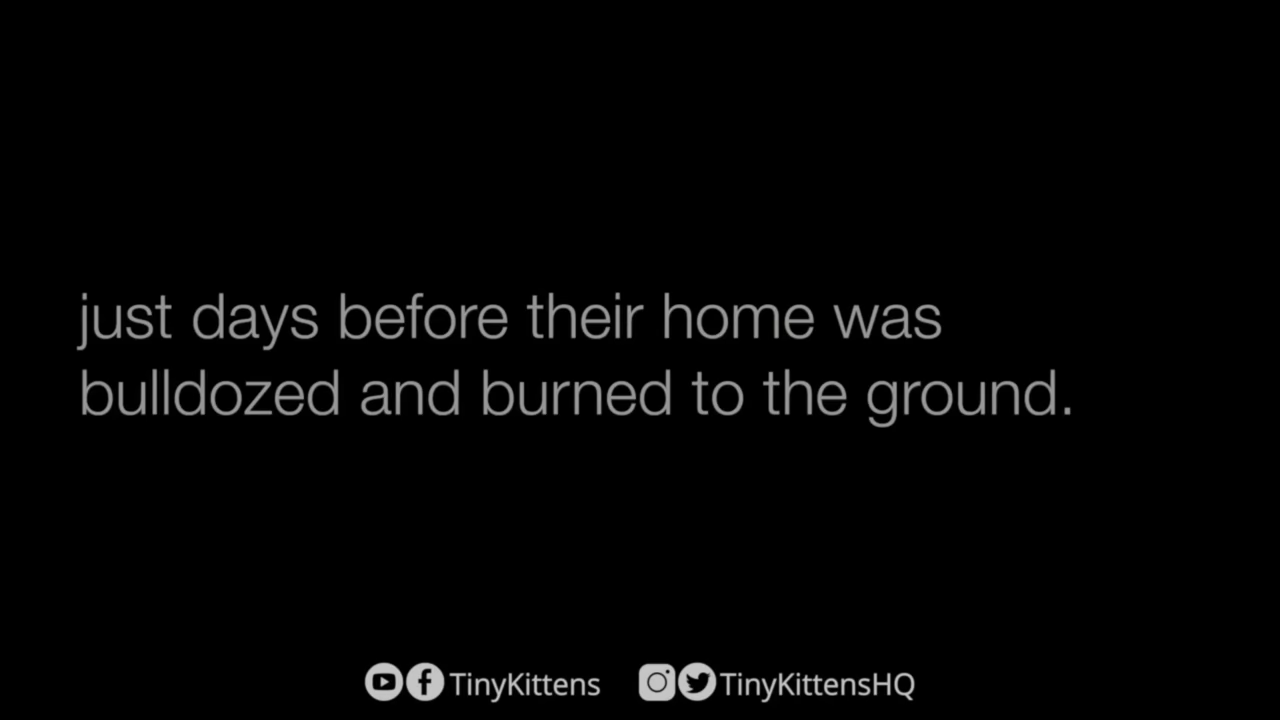 just days before their home was
bulldozed and burned to the ground.
TinyKittens TinyKittensHQ